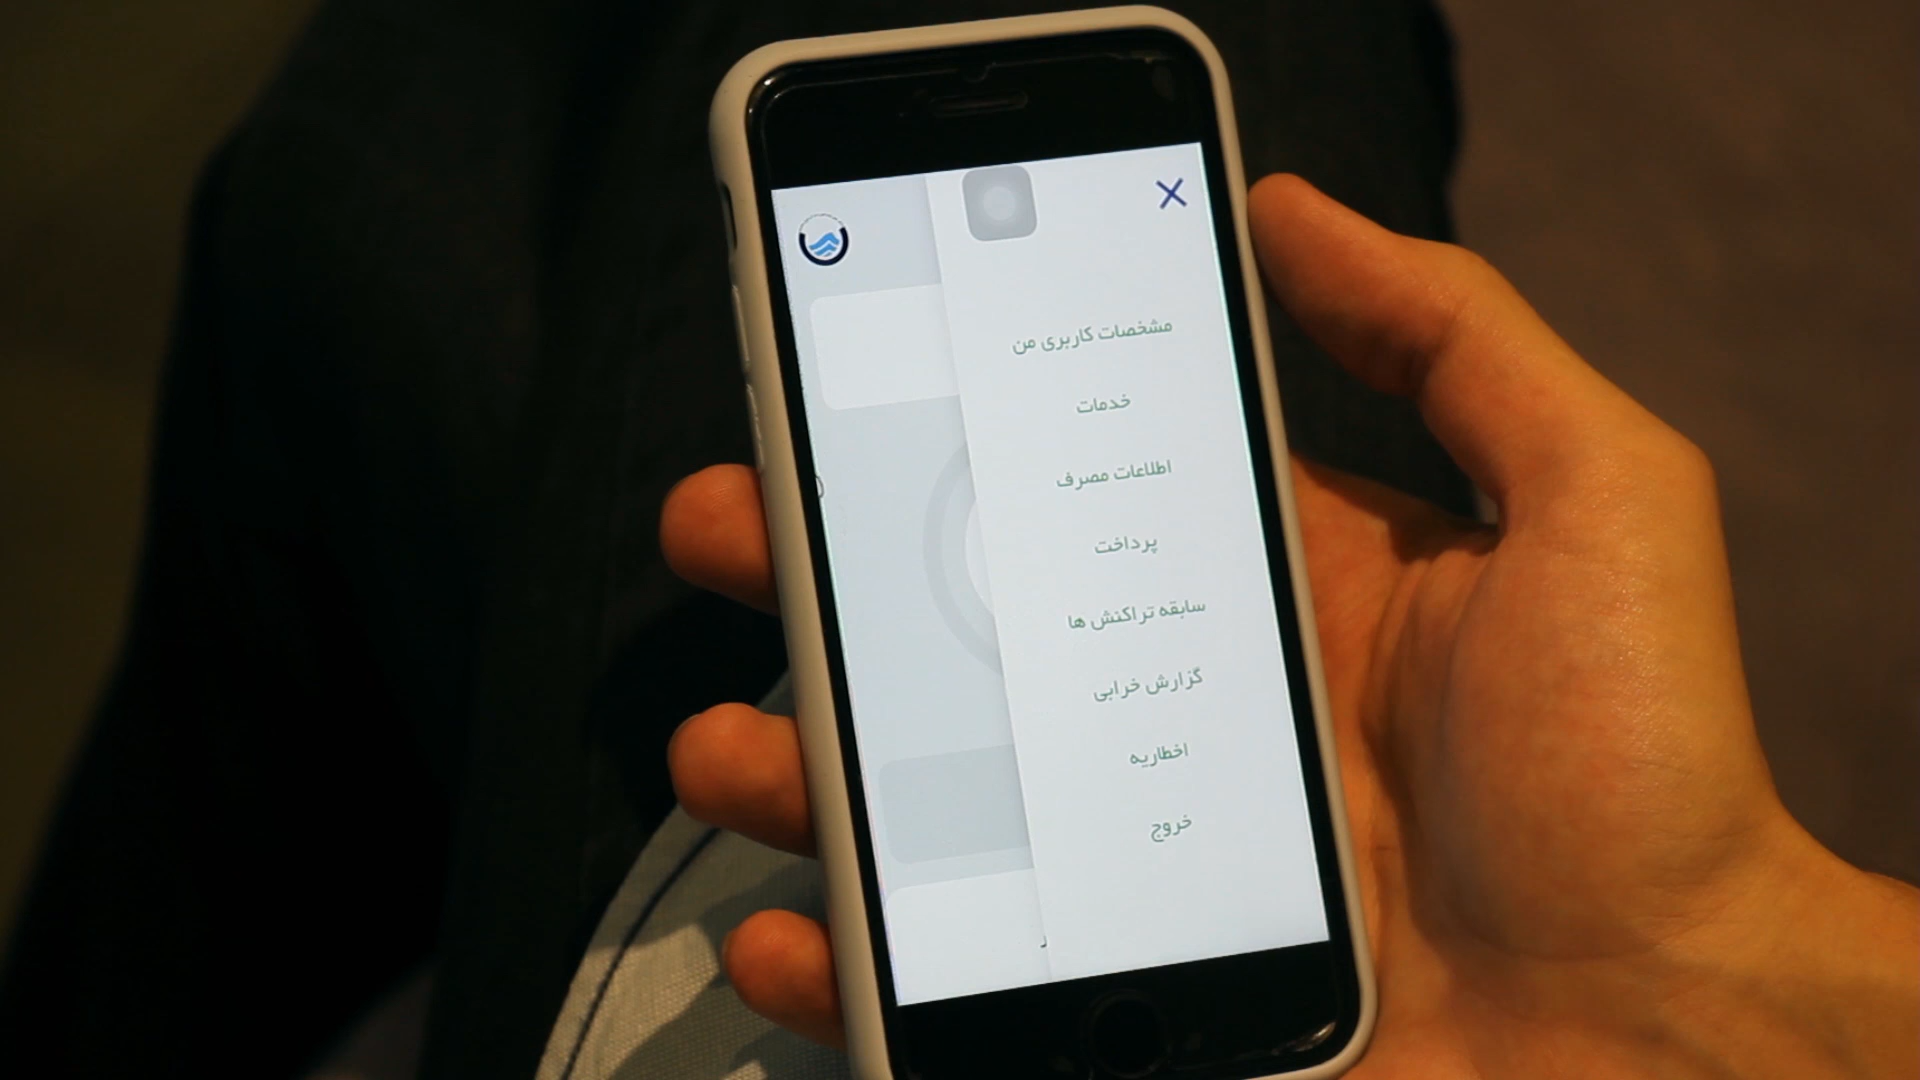 مشخصات کاربری من
خدمات
اطلاعات مصرف
پرداخت
سابقه تراکنش ها
گزارش خرابی
اخطاریه
خروج